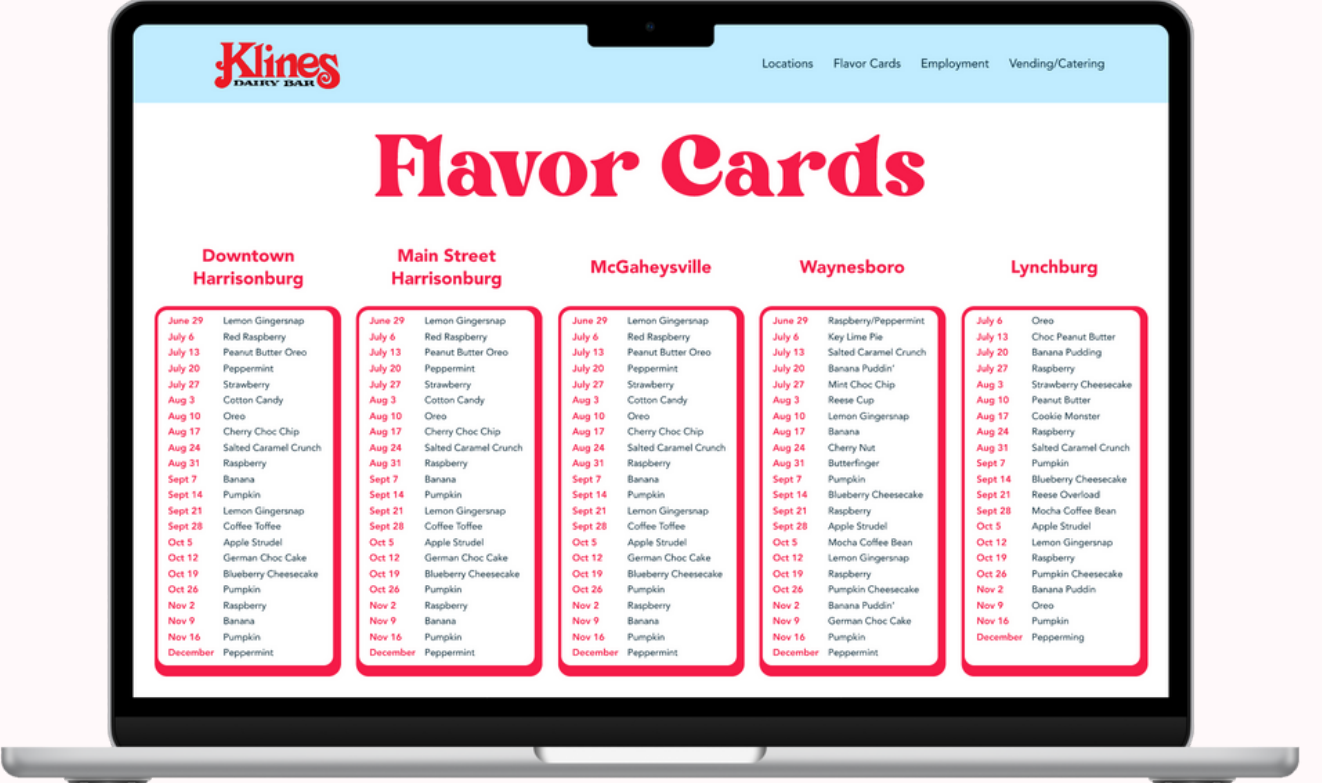 Klines
DAIRY BAR
Locations Flavor Cards Employment Vending/Catering
Flavor Cards
Downtown
Harrisonburg
June 29 Lemon Gingersnap
July 6 Red Raspberry
July 13 Peanut Butter Oreo
July 20 Peppermint
July 27 Strawberry
Aug 3 Cotton Candy
Aug 10 Oreo
Aug 17 Cherry Choc Chip
Aug 24 Salted Caramel Crunch
Aug 31 Raspberry
Sept 7 Banana
Sept 14 Pumpkin
Sept 21 Lemon Gingersnap
Sept 28 Coffee Toffee
Oct 5 Apple Strudel
Oct 12 German Choc Cake
Oct 19 Blueberry Cheesecake
Oct 26 Pumpkin
Nov 2 Raspberry
Nov 9 Banana
Nov 16 Pumpkin
December Peppermint
Main Street
Harrisonburg
June 29 Lemon Gingersnap
July 6 Red Raspberry
July 13 Peanut Butter Oreo
July 20 Peppermint
July 27 Strawberry
Aug 3 Cotton Candy
Aug 10 Oreo
Aug 17 Cherry Choc Chip
Aug 24 Salted Caramel Crunch
Aug 31 Raspberry
Sept 7 Banana
Sept 14 Pumpkin
Sept 21 Lemon Gingersnap
Sept 28 Coffee Toffee
Oct 5 Apple Strudel
Oct 12 German Choc Cake
Oct 19 Blueberry Cheesecake
Oct 26 Pumpkin
Nov 2 Raspberry
Nov 9 Banana
Nov 16 Pumpkin
December Peppermint
McGaheysville
June 29 Lemon Gingersnap
July 6 Red Raspberry
July 13 Peanut Butter Oreo
July 20 Peppermint
July 27 Strawberry
Aug 3 Cotton Candy
Aug 10 Oreo
Aug 17 Cherry Choc Chip
Aug 24 Salted Caramel Crunch
Aug 31 Raspberry
Sept 7 Banana
Sept 14 Pumpkin
Sept 21 Lemon Gingersnap
Sept 28 Coffee Toffee
Oct 5 Apple Strudel
Oct 12 German Choc Cake
Oct 19 Blueberry Cheesecake
Oct 26 Pumpkin
Nov 2 Raspberry
Nov 9 Banana
Nov 16 Pumpkin
December Peppermint
Waynesboro
June 29 Raspberry/Peppermint
July 6 Key Lime Pie
July 13 Salted Caramel Crunch
July 20 Banana Puddin'
July 27 Mint Choc Chip
Aug 3 Reese Cup
Aug 10 Lemon Gingersnap
Aug 17 Banana
Aug 24 Cherry Nut
Aug 31 Butterfinger
Sept 7 Pumpkin
Sept 14 Blueberry Cheesecake
Sept 21 Raspberry
Sept 28 Apple Strudel
Oct 5 Mocha Coffee Bean
Oct 12 Lemon Gingersnap
Oct 19 Raspberry
Oct 26 Pumpkin Cheesecake
Nov 2 Banana Puddin'
Nov 9 German Choc Cake
Nov 16 Pumpkin
December Peppermint
Lynchburg
July 6 Oreo
July 13 Choc Peanut Butter
July 20 Banana Pudding
July 27 Raspberry
Aug 3 Strawberry Cheesecake
Aug 10 Peanut Butter
Aug 17 Cookie Monster
Aug 24 Raspberry
Aug 31 Salted Caramel Crunch
Sept 7 Pumpkin
Sept 14 Blueberry Cheesecake
Sept 21 Reese Overload
Sept 28 Mocha Coffee Bean
Oct 5 Apple Strudel
Oct 12 Lemon Gingersnap
Oct 19 Raspberry
Oct 26 Pumpkin Cheesecake
Nov 2 Banana Puddin
Nov 9 Oreo
Nov 16 Pumpkin
December Pepperming